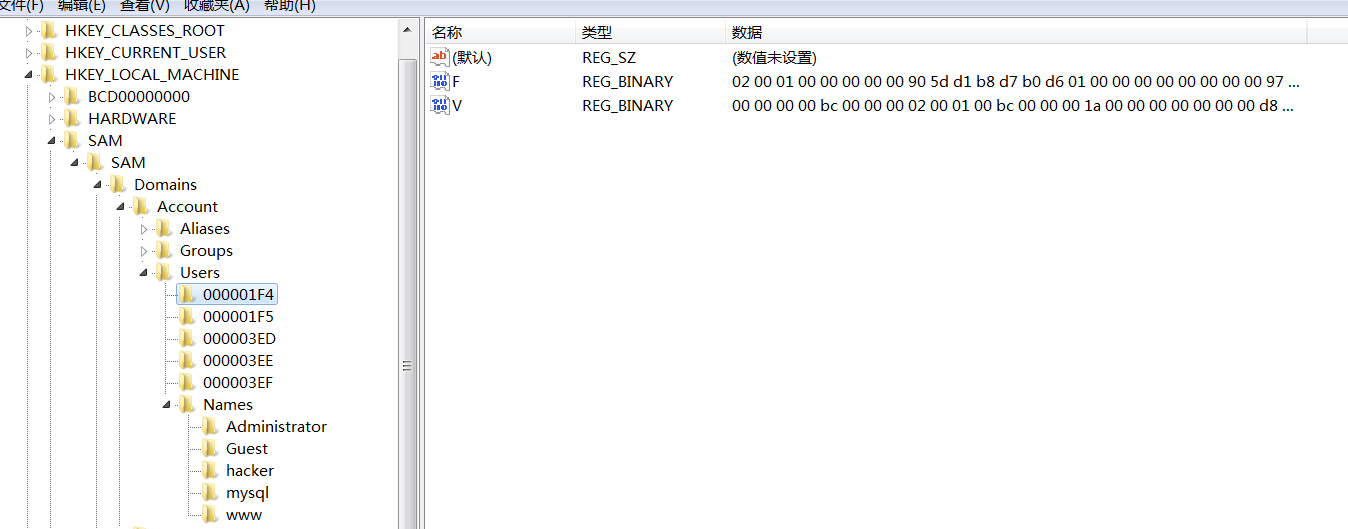 文件(F) 编辑(E) 查看(V) 收藏夹(A) 帮助(H)
HKEY_CLASSES_ROOT
HKEY_CURRENT_USER
HKEY_LOCAL_MACHINE
BCD00000000
HARDWARE
SAM
SAM
Domains
Account
Aliases
Groups
Users
000001F4
000001F5
000003ED
000003EE
000003EF
Names
Administrator
Guest
hacker
mysql
www
名称 类型 数据
(默认) REG_SZ (数值未设置)
F REG_BINARY 02 00 01 00 00 00 00 00 90 5d d1 b8 d7 b0 d6 01 00 00 00 00 00 00 00 00 97 ...
V REG_BINARY 00 00 00 00 bc 00 00 00 02 00 01 00 bc 00 00 00 1a 00 00 00 00 00 00 00 d8 ...